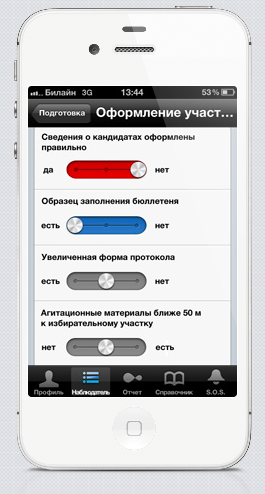 Билайн 3G 13:44 53%
Подготовка Оформление участ...
Сведения о кандидатах оформлены
правильно
да нет
Образец заполнения бюллетеня
есть нет
Увеличенная форма протокола
есть нет
Агитационные материалы ближе 50 м
к избирательному участку
нет есть
Профиль Наблюдатель Отчет Справочник S.O.S.